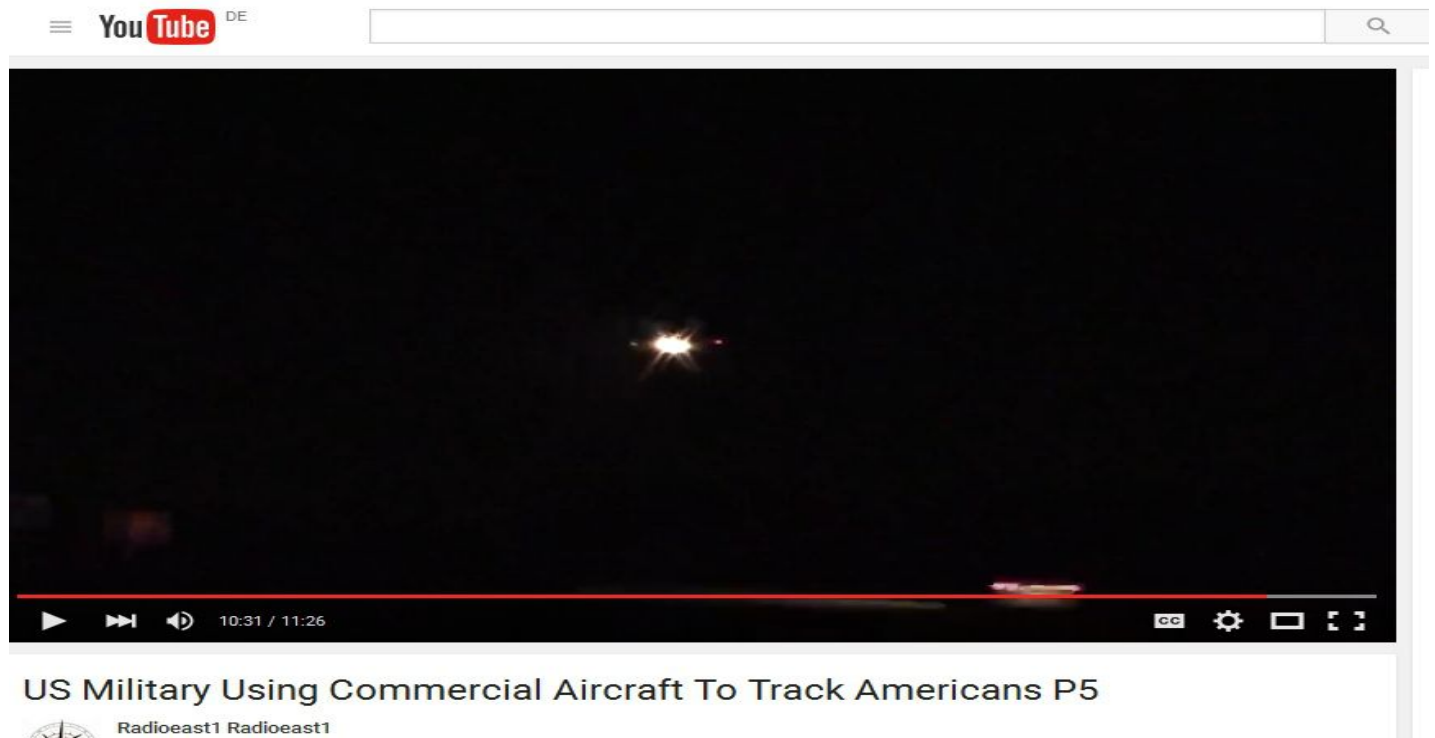 YouTube DE
10:31 / 11:26
CC
US Military Using Commercial Aircraft To Track Americans P5
Radioeast1 Radioeast1